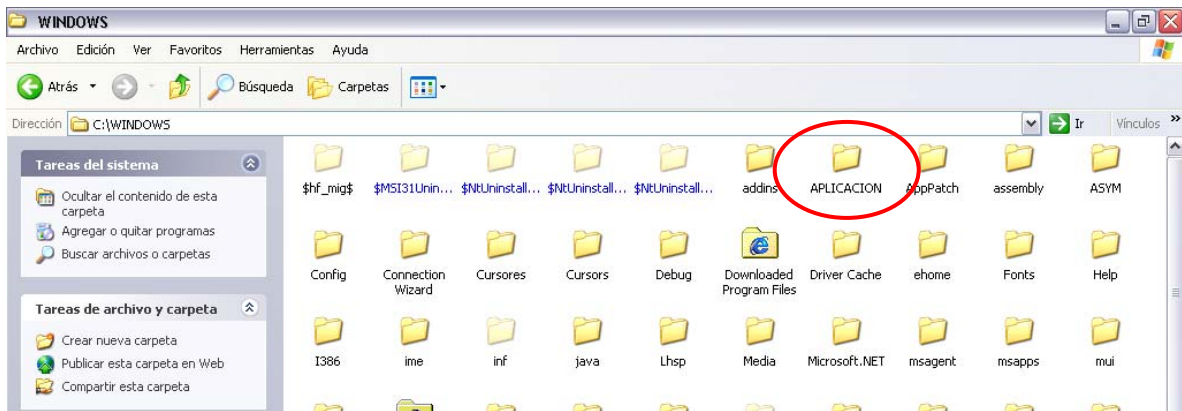 WINDOWS
Archivo Edición Ver Favoritos Herramientas Ayuda
Atrás Búsqueda Carpetas
Dirección C:\WINDOWS Ir Vínculos »
Tareas del sistema
Ocultar el contenido de esta
carpeta
Agregar o quitar programas
Buscar archivos o carpetas
Tareas de archivo y carpeta
Crear nueva carpeta
Publicar esta carpeta en Web
Compartir esta carpeta
$hf_mig$ $MSI31Unin... $NtUninstall... $NtUninstall... $NtUninstall... addins APLICACION AppPatch assembly ASYM
Config Connection Wizard Cursores Cursors Debug Downloaded Program Files Driver Cache ehome Fonts Help
I386 ime inf java Lhsp Media Microsoft.NET msagent msapps mui